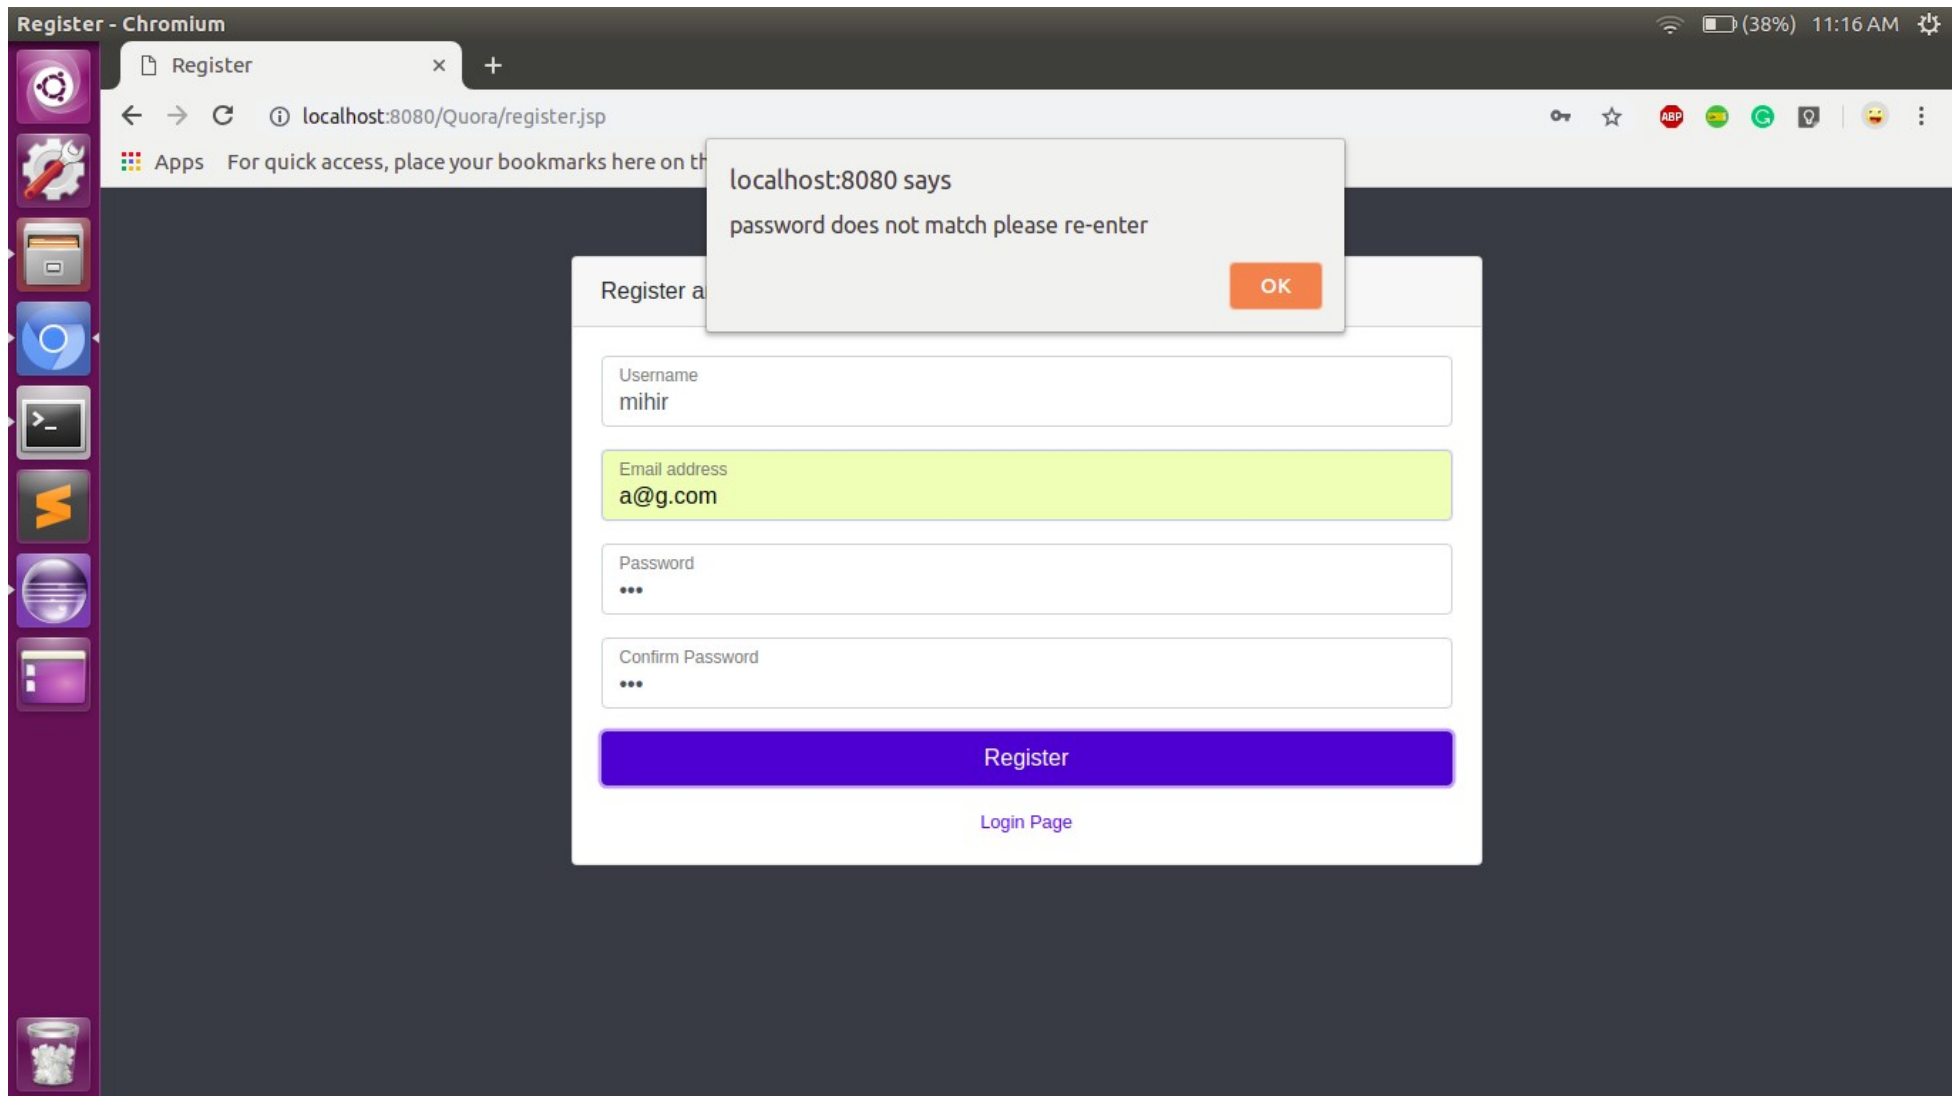 Register - Chromium
(38%) 11:16 AM
Register
localhost:8080/Quora/register.jsp
ABP
Apps For quick access, place your bookmarks here on th
localhost:8080 says
password does not match please re-enter
OK
Register a
Username
mihir
Email address
a@g.com
Password
•••
Confirm Password
•••
Register
Login Page